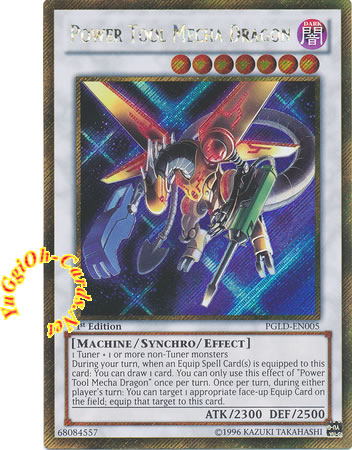 POWER TOOL MECHA DRAGON
DARK
闇
YuGgiOh-Cards.Net
1st Edition
PGLD-EN005
[MACHINE/SYNCHRO/EFFECT]
1 Tuner + 1 or more non-Tuner monsters
During your turn, when an Equip Spell Card(s) is equipped to this
card: You can draw 1 card. You can only use this effect of "Power
Tool Mecha Dragon" once per turn. Once per turn, during either
player's turn: You can target 1 appropriate face-up Equip Card on
the field; equip that target to this card.
ATK/2300 DEF/2500
68084557
©1996 KAZUKI TAKAHASHI